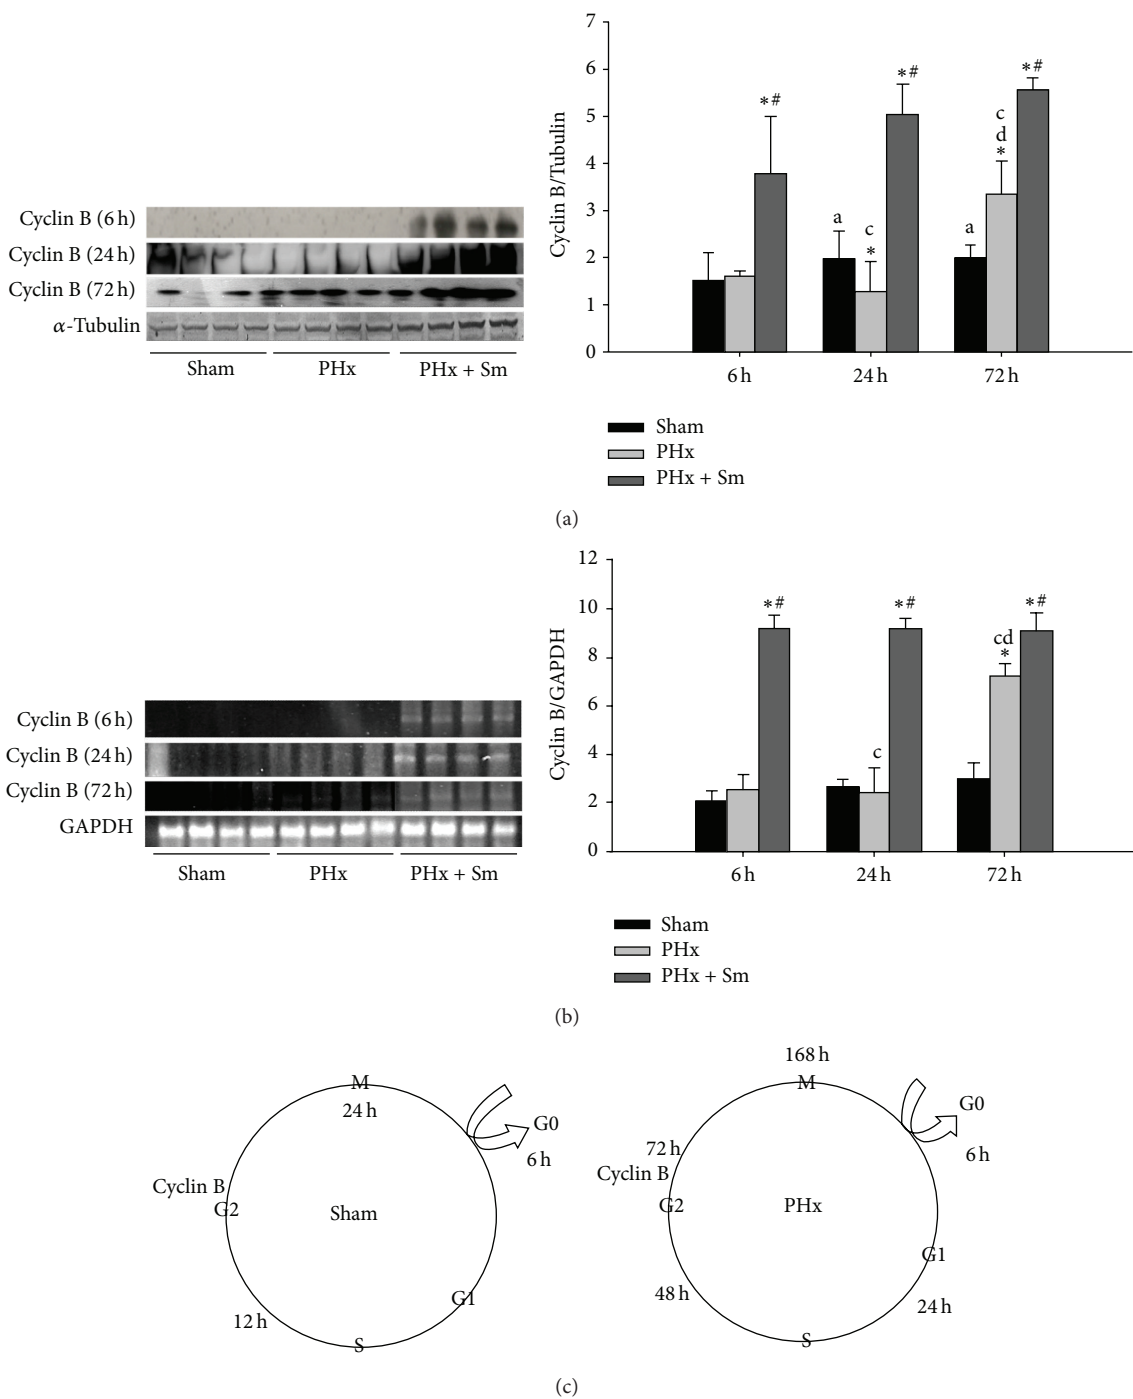 Cyclin B (6 h)
Cyclin B (24 h)
Cyclin B (72 h)
α-Tubulin
Sham
PHx
PHx + Sm
Cyclin B/Tubulin
7
6
5
4
3
2
1
0
*#
a
c
*
*#
a
c
d
*
*#
6 h
24 h
72 h
Sham
PHx
PHx + Sm
(a)
Cyclin B (6 h)
Cyclin B (24 h)
Cyclin B (72 h)
GAPDH
Sham
PHx
PHx + Sm
Cyclin B/GAPDH
12
10
8
6
4
2
0
*#
c
*#
cd
*
*#
6 h
24 h
72 h
Sham
PHx
PHx + Sm
(b)
M
24 h
G0
6 h
Cyclin B
G2
Sham
G1
12 h
S
168 h
M
G0
6 h
72 h
Cyclin B
G2
PHx
G1
48 h
24 h
S
(c)